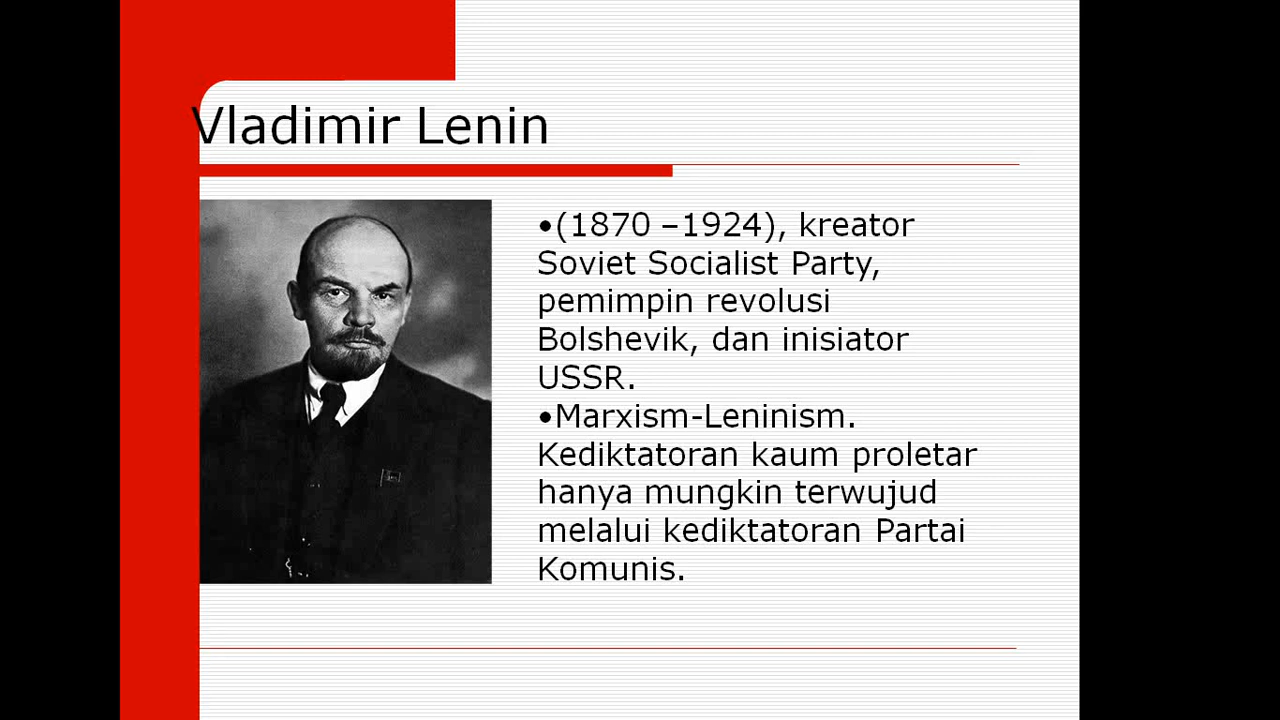 Vladimir Lenin
•(1870 –1924), kreator
Soviet Socialist Party,
pemimpin revolusi
Bolshevik, dan inisiator
USSR.
•Marxism-Leninism.
Kediktatoran kaum proletar
hanya mungkin terwujud
melalui kediktatoran Partai
Komunis.